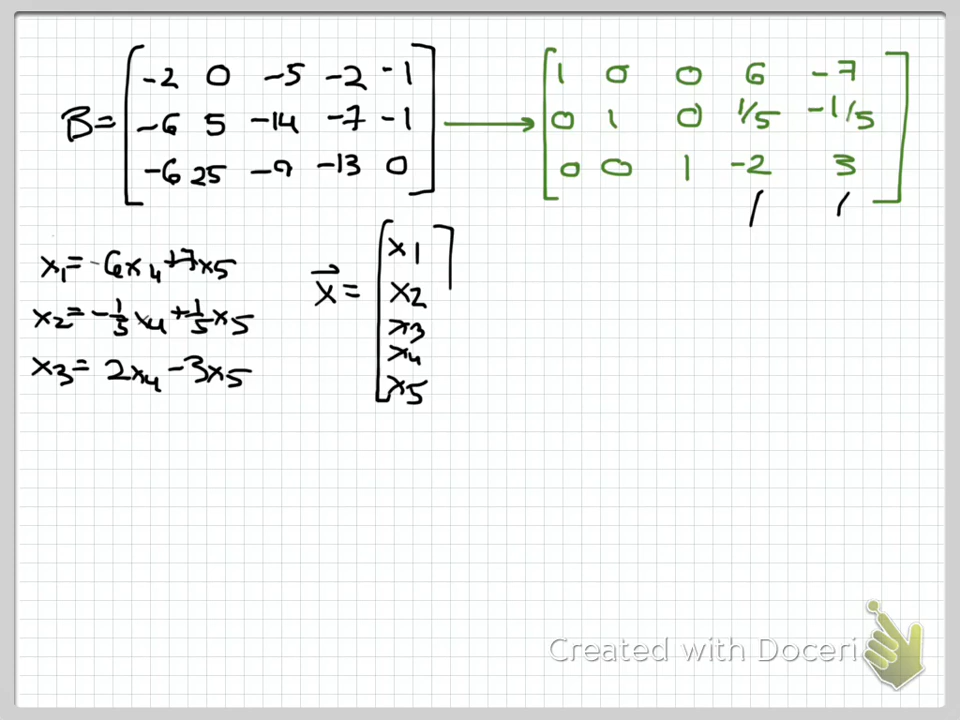 B= [ -2 0 -5 -2 -1 ] → [ 1 0 0 6 -7 ]
[ -6 5 -14 -7 -1 ] [ 0 1 0 1/5 -1/5 ]
[ -6 25 -9 -13 0 ] [ 0 0 1 -2 3 ]
x1= -6x4+7x5
x2= -1/5 x4+1/5 x5
x3= 2x4 -3x5
x⃗ = [ x1
x2
x3
x4
x5 ]
Created with Doceri